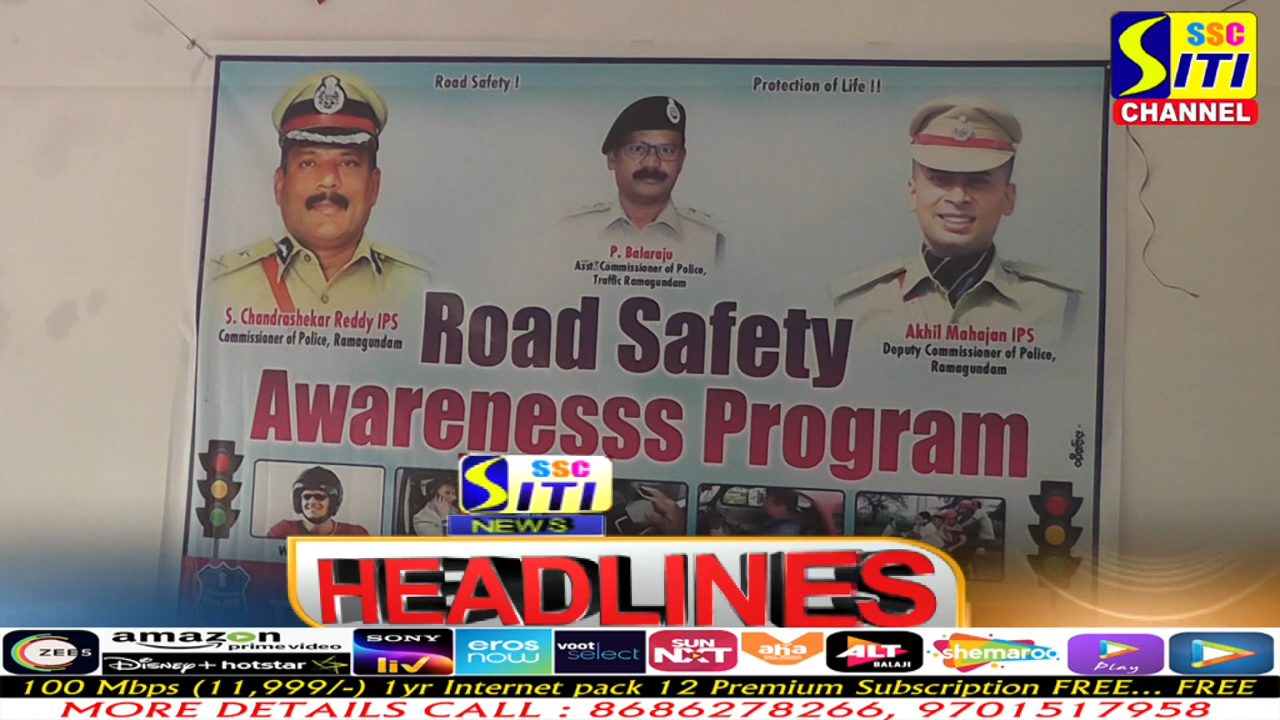 SSC
SITI
CHANNEL
Road Safety !
Protection of Life !!
P. Balaraju
Asst. Commissioner of Police,
Traffic Ramagundam
S. Chandrashekar Reddy IPS
Commissioner of Police, Ramagundam
Akhil Mahajan IPS
Deputy Commissioner of Police,
Ramagundam
Road Safety
Awarenesss Program
SSC
SITI
NEWS
HEADLINES
ZEE5
amazon
prime video
Disney+ hotstar
SONY
liv
eros
now
voot
select
SUN
NXT
aha
ALT
BALAJI
shemaroo
Play
100 Mbps (11,999/-) 1yr Internet pack 12 Premium Subscription FREE... FREE
MORE DETAILS CALL : 8686278266, 9701517958